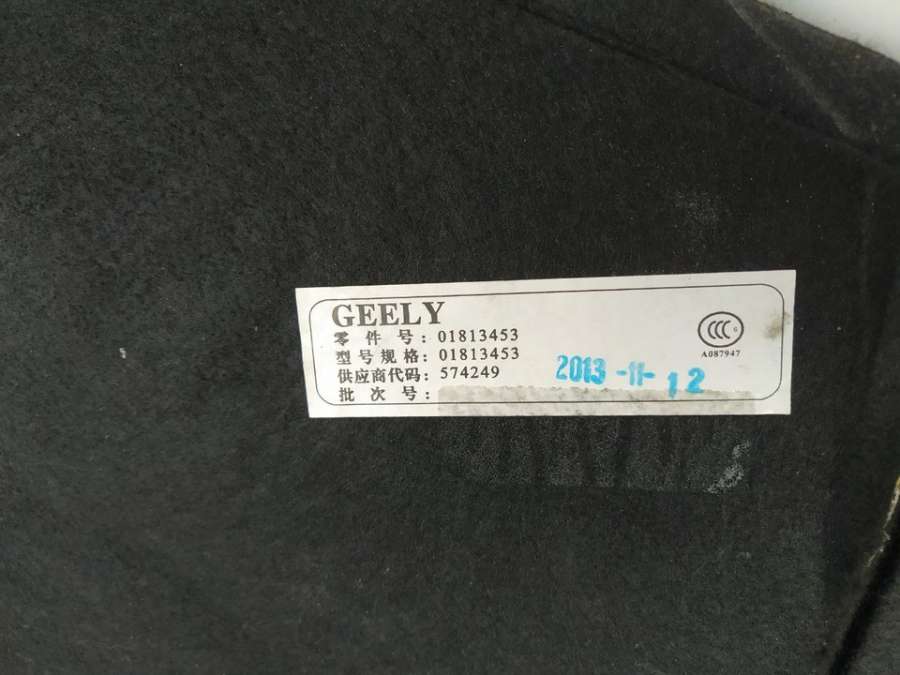 GEELY
零件号: 01813453
型号规格: 01813453
供应商代码: 574249
批次号:
2013-11-12
CCC G
A087947